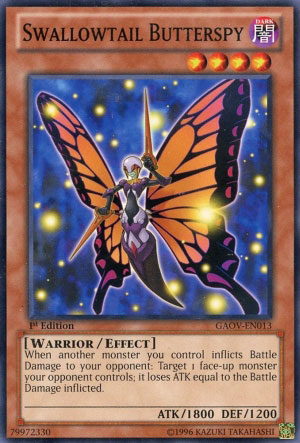 SWALLOWTAIL BUTTERSPY
DARK
闇
1st Edition
GAOV-EN013
[WARRIOR / EFFECT]
When another monster you control inflicts Battle
Damage to your opponent: Target 1 face-up monster
your opponent controls; it loses ATK equal to the Battle
Damage inflicted.
ATK/1800 DEF/1200
79972330
©1996 KAZUKI TAKAHASHI